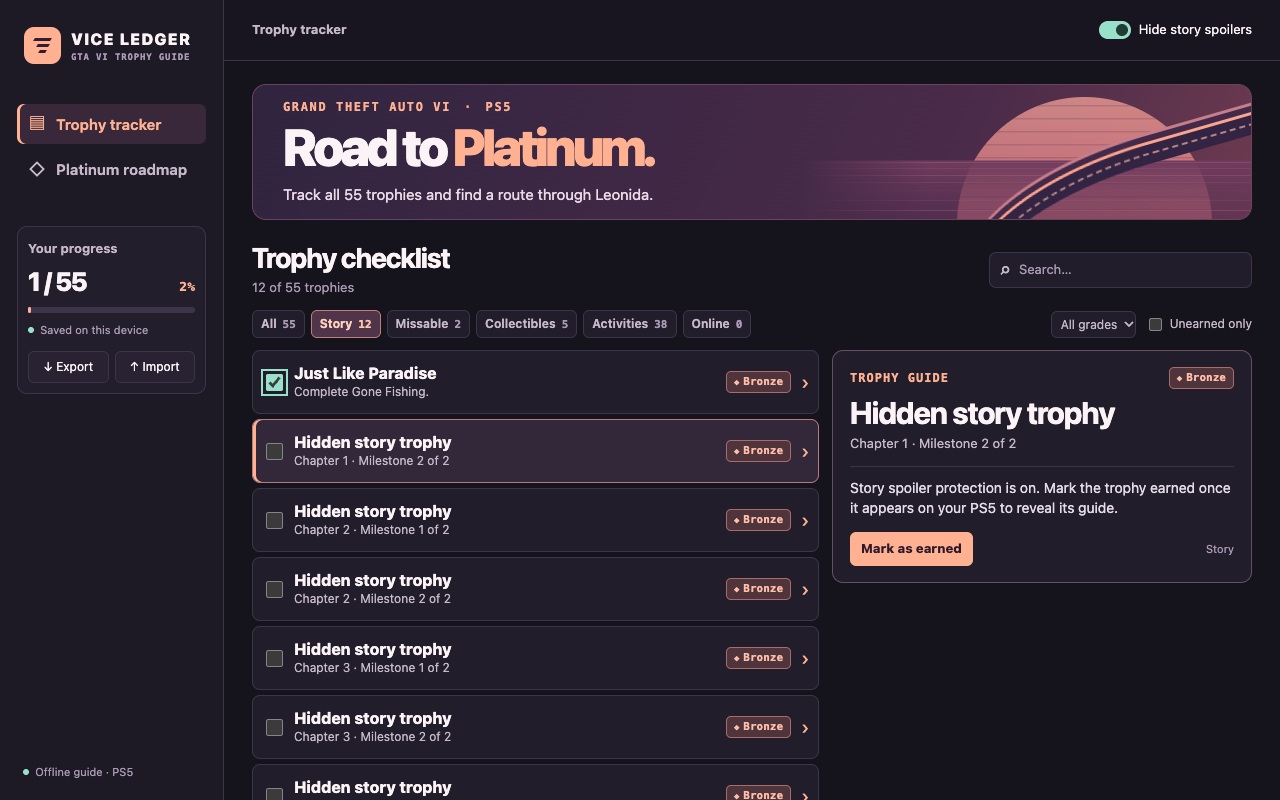 VICE LEDGER
GTA VI TROPHY GUIDE
Trophy tracker
Platinum roadmap
Your progress
1/55
2%
Saved on this device
↓ Export
↑ Import
Offline guide · PS5
Trophy tracker
Hide story spoilers
GRAND THEFT AUTO VI · PS5
Road to Platinum.
Track all 55 trophies and find a route through Leonida.
Trophy checklist
12 of 55 trophies
Search...
All 55
Story 12
Missable 2
Collectibles 5
Activities 38
Online 0
All grades
Unearned only
Just Like Paradise
Complete Gone Fishing.
Bronze
Hidden story trophy
Chapter 1 · Milestone 2 of 2
Bronze
Hidden story trophy
Chapter 2 · Milestone 1 of 2
Bronze
Hidden story trophy
Chapter 2 · Milestone 2 of 2
Bronze
Hidden story trophy
Chapter 3 · Milestone 1 of 2
Bronze
Hidden story trophy
Chapter 3 · Milestone 2 of 2
Bronze
Hidden story trophy
Bronze
TROPHY GUIDE
Bronze
Hidden story trophy
Chapter 1 · Milestone 2 of 2
Story spoiler protection is on. Mark the trophy earned once
it appears on your PS5 to reveal its guide.
Mark as earned
Story